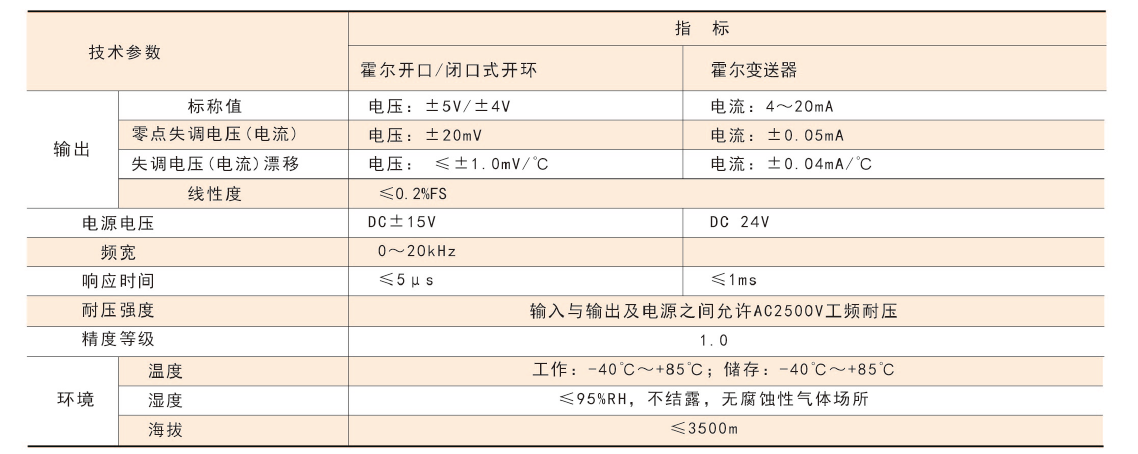 技术参数
指 标
霍尔开口/闭口式开环 霍尔变送器
输出
标称值 电压：±5V/±4V 电流：4～20mA
零点失调电压(电流) 电压：±20mV 电流：±0.05mA
失调电压(电流)漂移 电压： ≤±1.0mV/℃ 电流：±0.04mA/℃
线性度 ≤0.2%FS
电源电压 DC±15V DC 24V
频宽 0～20kHz
响应时间 ≤5μs ≤1ms
耐压强度 输入与输出及电源之间允许AC2500V工频耐压
精度等级 1.0
环境
温度 工作：-40℃～+85℃；储存：-40℃～+85℃
湿度 ≤95%RH，不结露，无腐蚀性气体场所
海拔 ≤3500m